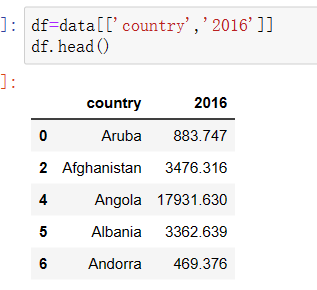 ]: df=data[['country','2016']]
df.head()
]:
country 2016
0 Aruba 883.747
2 Afghanistan 3476.316
4 Angola 17931.630
5 Albania 3362.639
6 Andorra 469.376